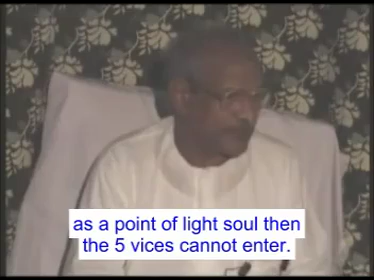 as a point of light soul then
the 5 vices cannot enter.